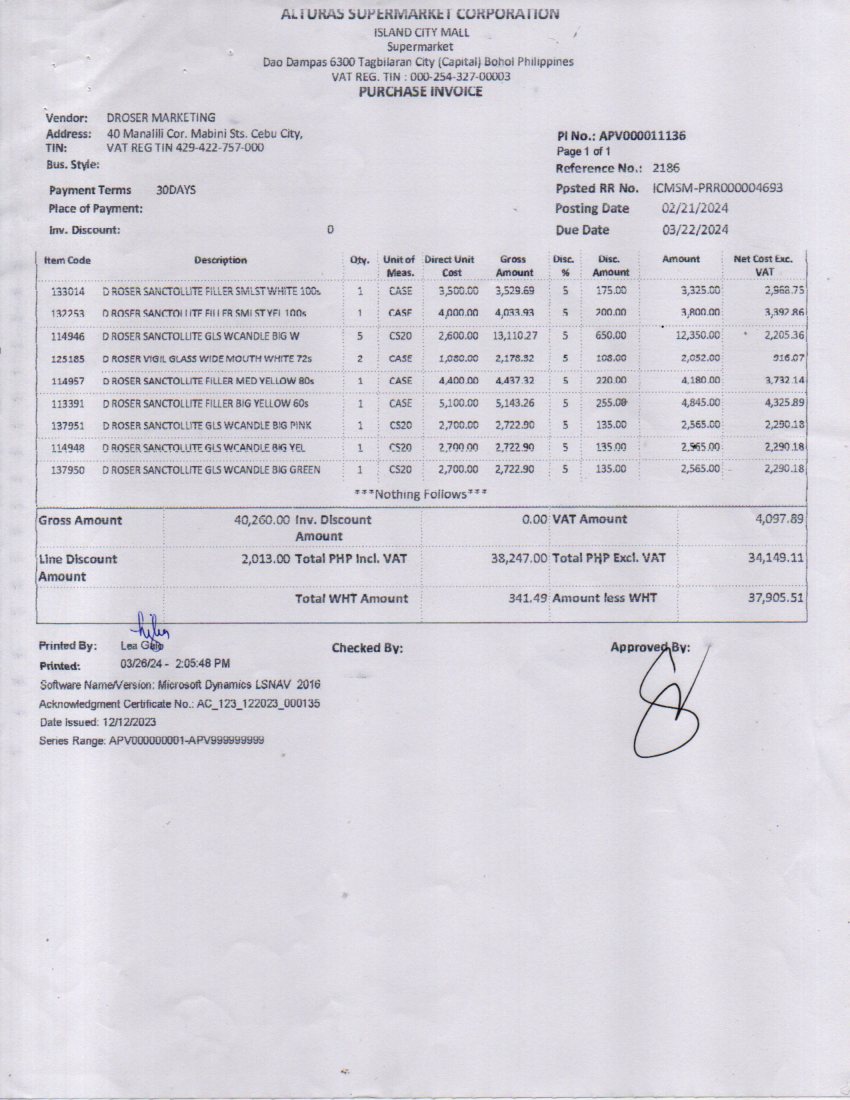 ALTURAS SUPERMARKET CORPORATION
ISLAND CITY MALL
Supermarket
Dao Dampas 6300 Tagbilaran City (Capital) Bohol Philippines
VAT REG. TIN : 000-254-327-00003
PURCHASE INVOICE
Vendor: DROSER MARKETING
Address: 40 Manalili Cor. Mabini Sts. Cebu City,
TIN: VAT REG TIN 429-422-757-000
Bus. Style:
Payment Terms 30DAYS
Place of Payment:
Inv. Discount: 0
PI No.: APV000011136
Page 1 of 1
Reference No.: 2186
Posted RR No. ICMSM-PRR000004693
Posting Date 02/21/2024
Due Date 03/22/2024
Item Code Description Qty. Unit of Meas. Direct Unit Cost Gross Amount Disc. % Disc. Amount Amount Net Cost Exc. VAT
133014 D ROSER SANCTOLLITE FILLER SMLST WHITE 100s 1 CASE 3,500.00 3,529.69 5 175.00 3,325.00 2,968.75
132253 D ROSER SANCTOLLITE FILLER SMLST YEL 100s 1 CASE 4,000.00 4,033.93 5 200.00 3,800.00 3,392.86
114946 D ROSER SANCTOLLITE GLS WCANDLE BIG W 5 CS20 2,600.00 13,110.27 5 650.00 12,350.00 2,205.36
125185 D ROSER VIGIL GLASS WIDE MOUTH WHITE 72s 2 CASE 1,080.00 2,178.32 5 108.00 2,052.00 916.07
114957 D ROSER SANCTOLLITE FILLER MED YELLOW 80s 1 CASE 4,400.00 4,437.32 5 220.00 4,180.00 3,732.14
113391 D ROSER SANCTOLLITE FILLER BIG YELLOW 60s 1 CASE 5,100.00 5,143.26 5 255.00 4,845.00 4,325.89
137951 D ROSER SANCTOLLITE GLS WCANDLE BIG PINK 1 CS20 2,700.00 2,722.90 5 135.00 2,565.00 2,290.18
114948 D ROSER SANCTOLLITE GLS WCANDLE BIG YEL 1 CS20 2,700.00 2,722.90 5 135.00 2,565.00 2,290.18
137950 D ROSER SANCTOLLITE GLS WCANDLE BIG GREEN 1 CS20 2,700.00 2,722.90 5 135.00 2,565.00 2,290.18
***Nothing Follows***
Gross Amount 40,260.00 Inv. Discount Amount 0.00 VAT Amount 4,097.89
Line Discount Amount 2,013.00 Total PHP Incl. VAT 38,247.00 Total PHP Excl. VAT 34,149.11
Total WHT Amount 341.49 Amount less WHT 37,905.51
Printed By: Lea
Checked By:
Approved By:
Printed: 03/26/24 - 2:05:48 PM
Software Name/Version: Microsoft Dynamics LSNAV 2016
Acknowledgment Certificate No.: AC_123_122023_000135
Date Issued: 12/12/2023
Series Range: APV000000001-APV999999999